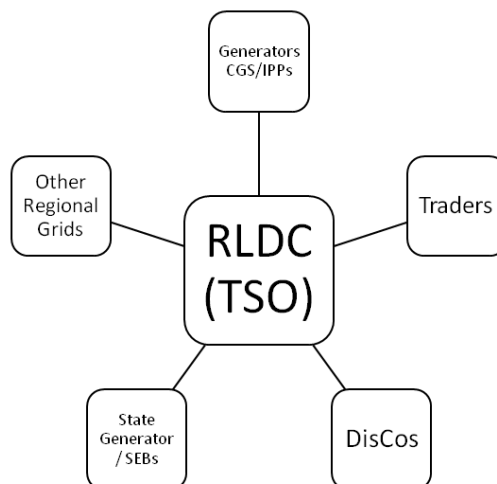 Generators
CGS/IPPs
Other
Regional
Grids
Traders
RLDC
(TSO)
State
Generator
/ SEBs
DisCos